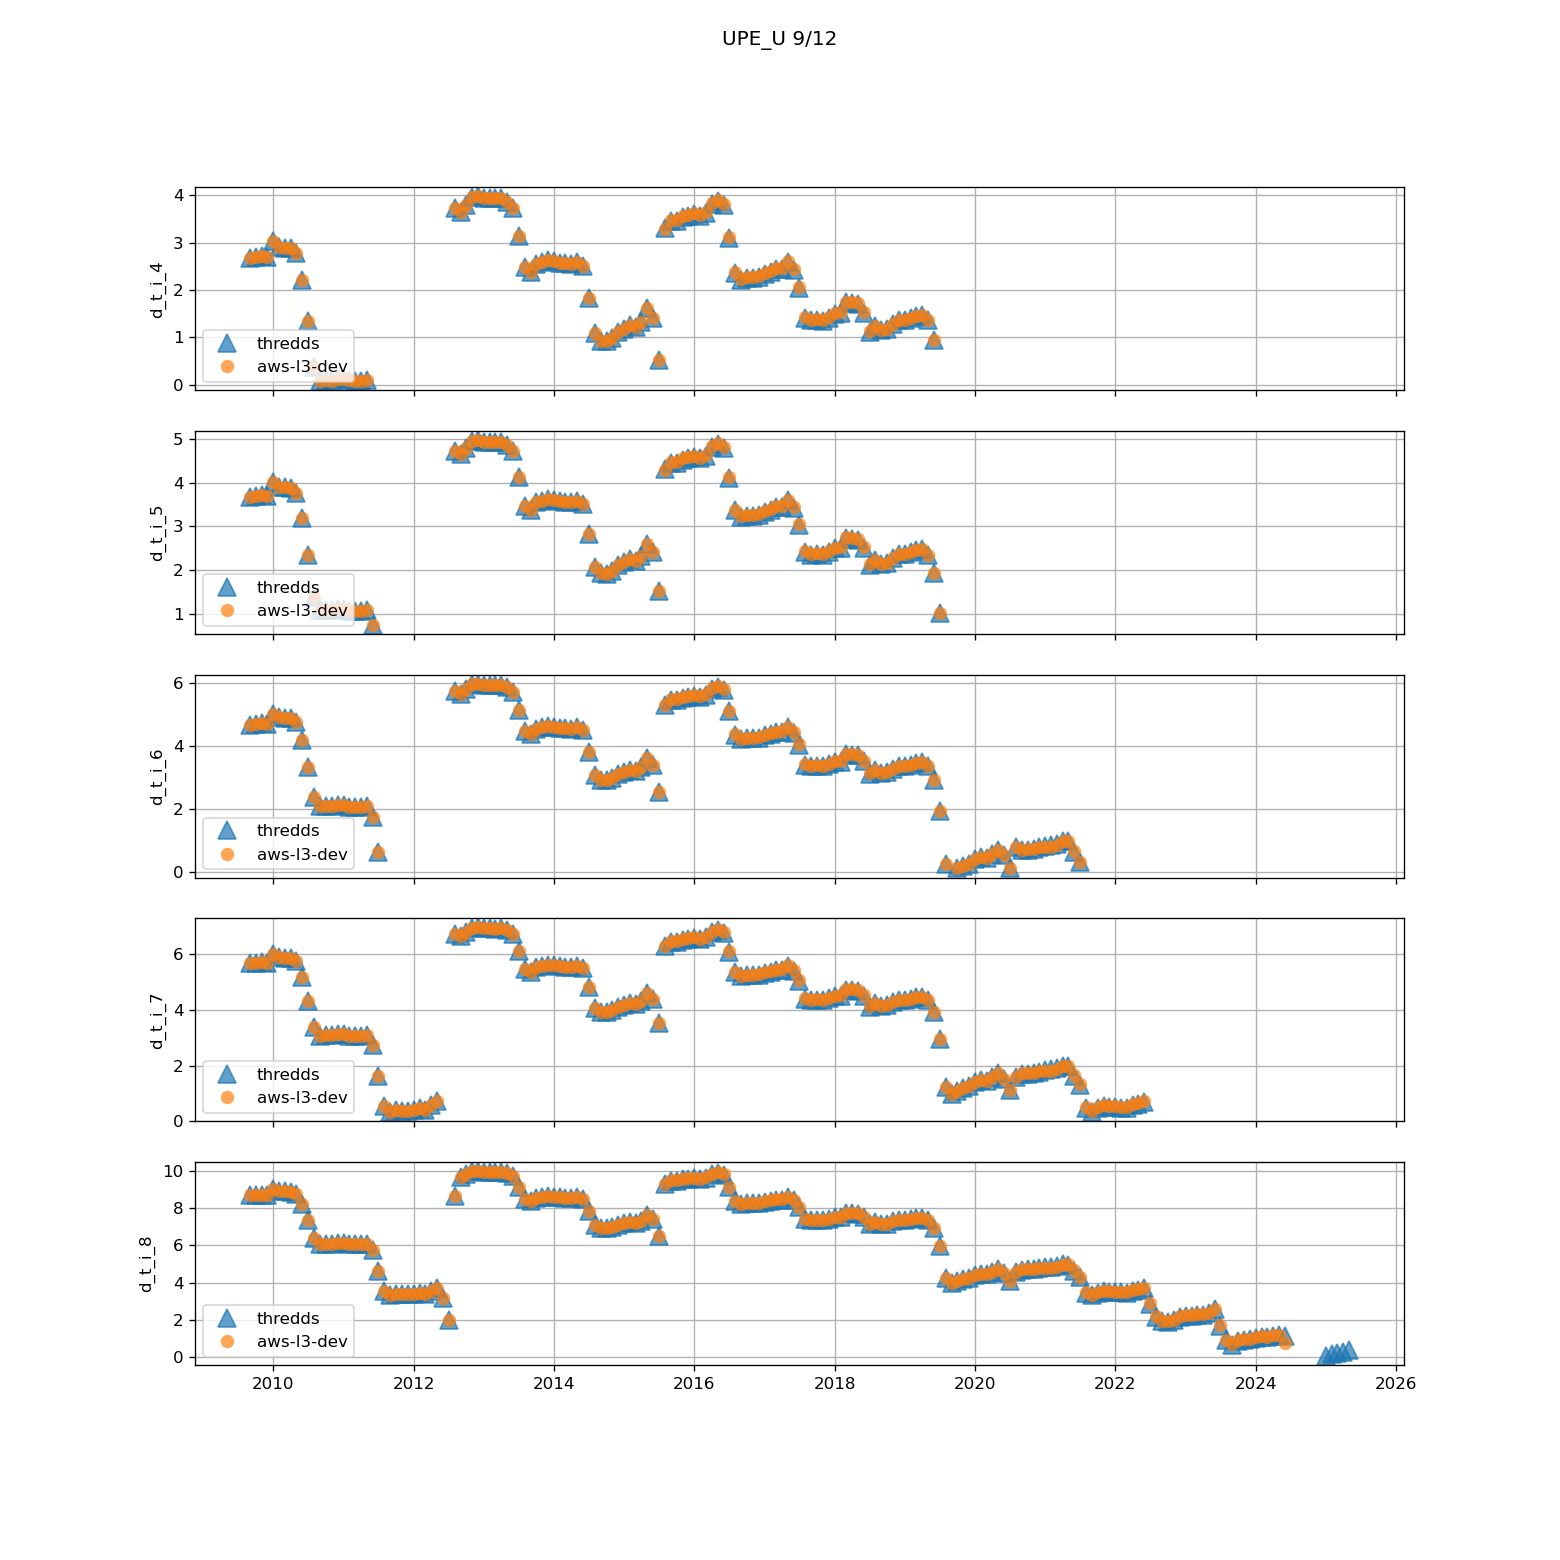 UPE_U 9/12
4
3
2
1
0
d_t_i_4
thredds
aws-l3-dev
5
4
3
2
1
d_t_i_5
thredds
aws-l3-dev
6
4
2
0
d_t_i_6
thredds
aws-l3-dev
6
4
2
0
d_t_i_7
thredds
aws-l3-dev
10
8
6
4
2
0
d_t_i_8
thredds
aws-l3-dev
2010 2012 2014 2016 2018 2020 2022 2024 2026